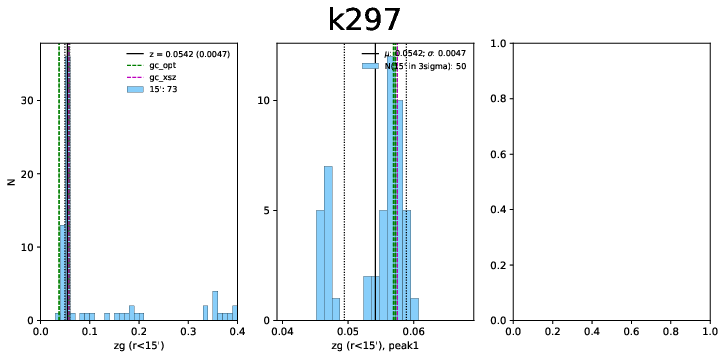 k297
z = 0.0542 (0.0047)
gc_opt
gc_xsz
15': 73
N
30
20
10
0
0.0 0.1 0.2 0.3 0.4
zg (r<15')
μ: 0.0542; σ: 0.0047
N(15' in 3sigma): 50
10
5
0
0.04 0.05 0.06
zg (r<15'), peak1
1.0
0.8
0.6
0.4
0.2
0.0
0.0 0.2 0.4 0.6 0.8 1.0